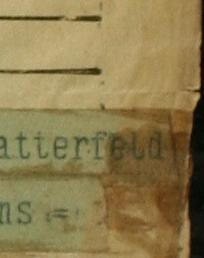 atterfeld
ns =